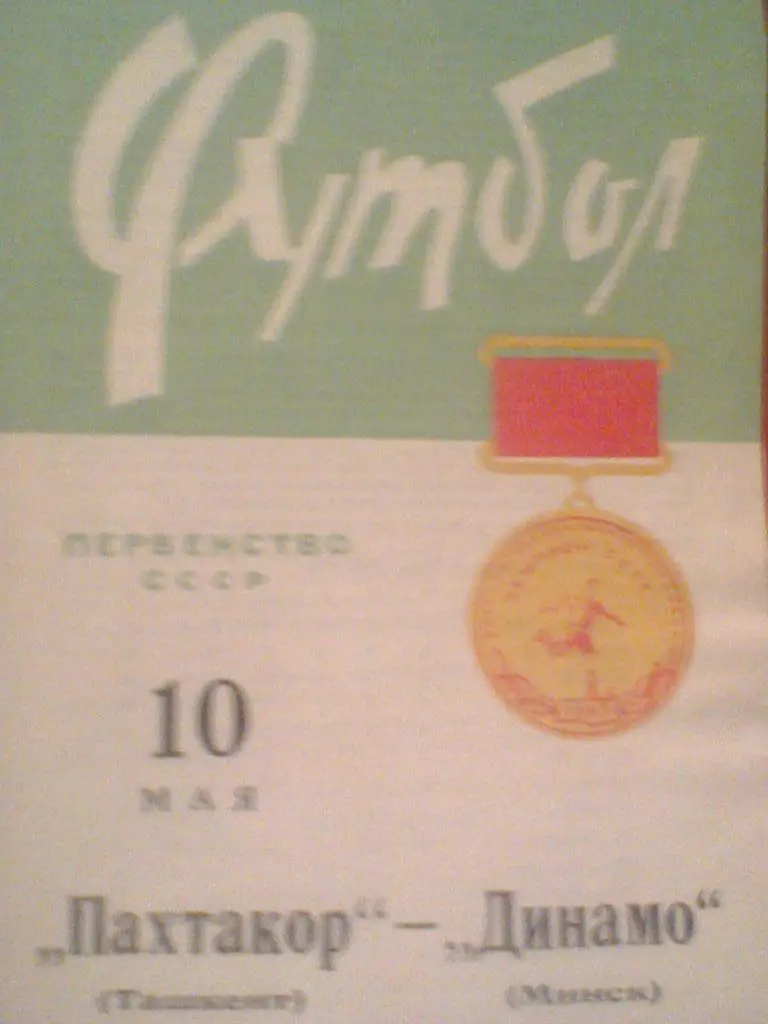 Футбол
ПЕРВЕНСТВО
СССР
10
МАЯ
„Пахтакор“ – „Динамо“
(Ташкент) (Минск)